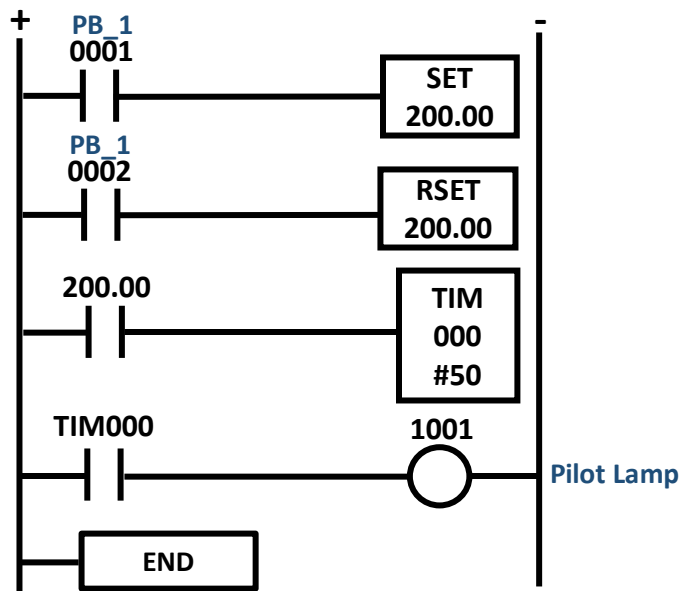 +
-
PB_1
0001
SET
200.00
PB_1
0002
RSET
200.00
200.00
TIM
000
#50
TIM000
1001
Pilot Lamp
END